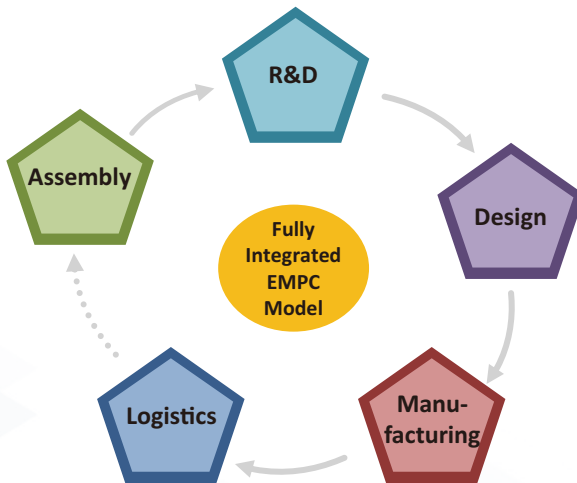 R&D
Design
Manu-
facturing
Logistics
Assembly
Fully
Integrated
EMPC
Model